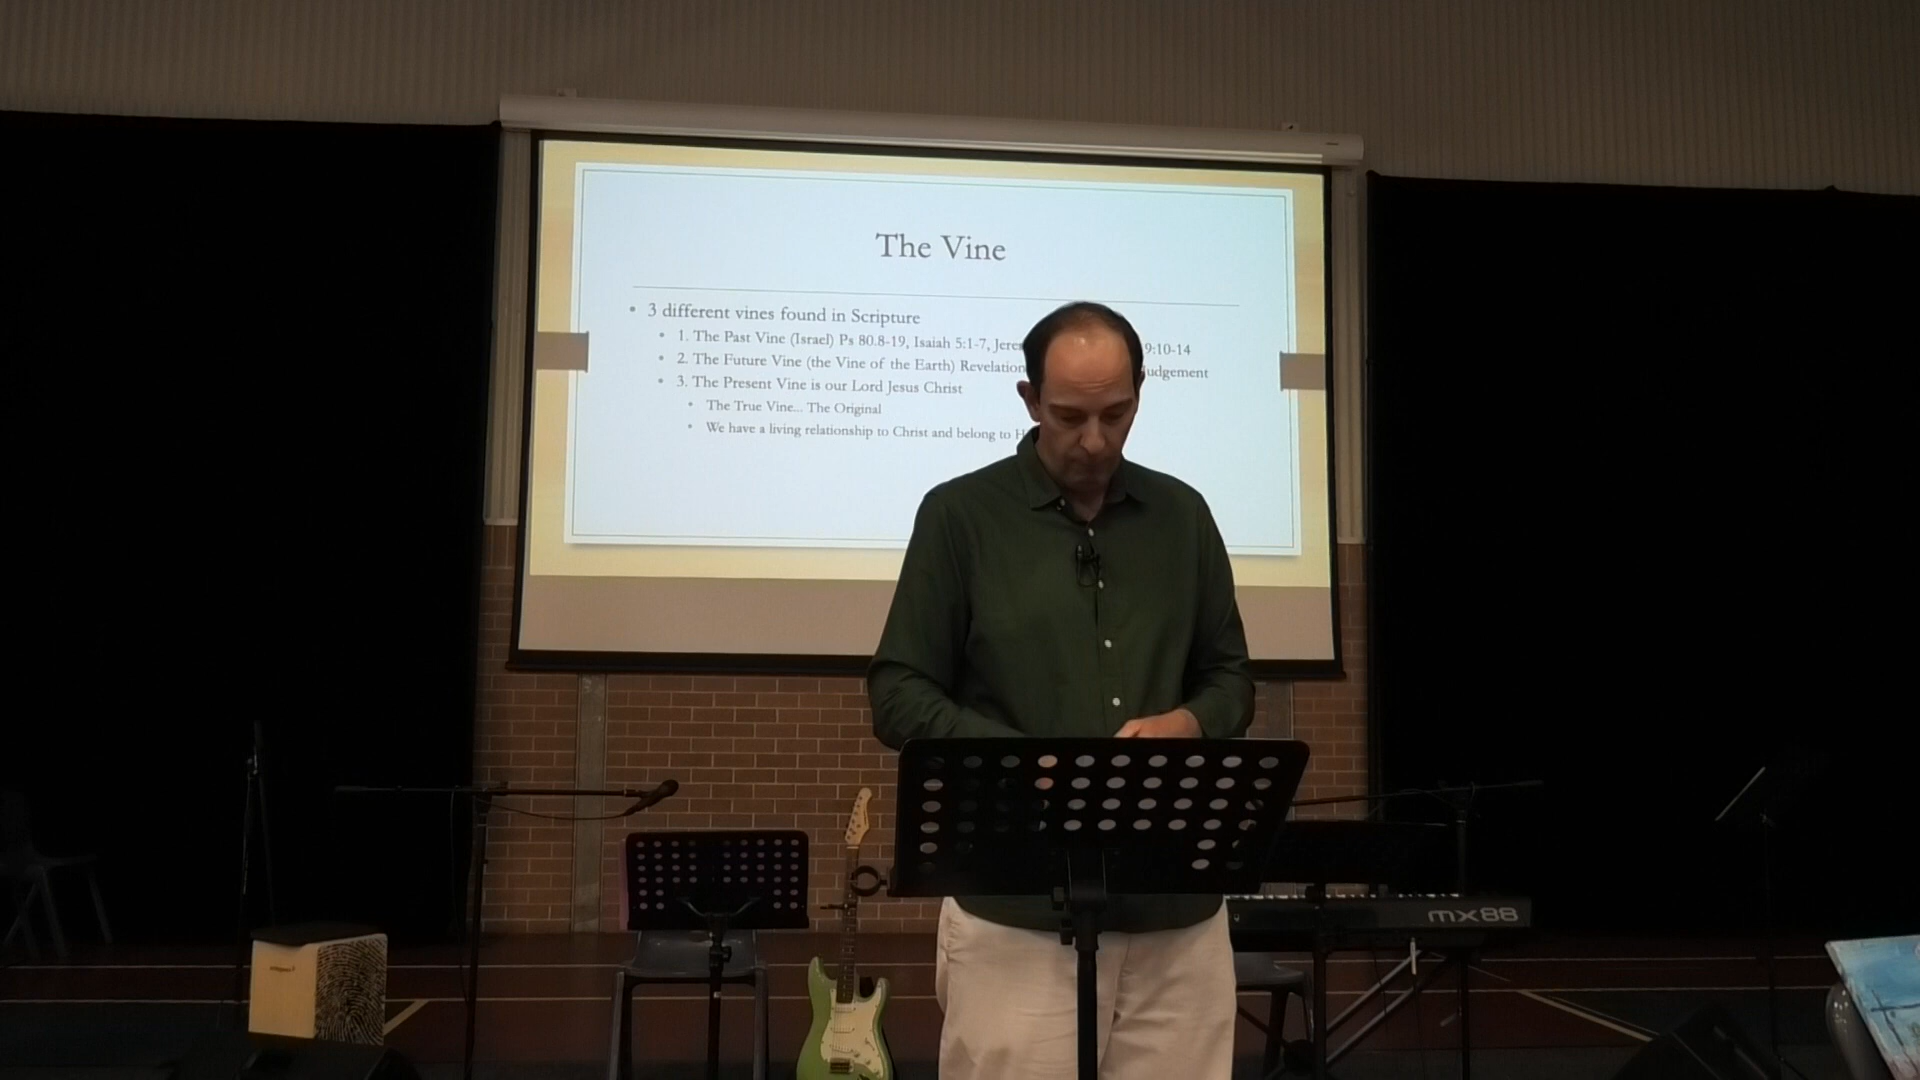 The Vine
• 3 different vines found in Scripture
• 1. The Past Vine (Israel) Ps 80.8-19, Isaiah 5:1-7, 9:10-14
• 2. The Future Vine (the Vine of the Earth) Revelation udgement
• 3. The Present Vine is our Lord Jesus Christ
• The True Vine... The Original
• We have a living relationship to Christ and belong to H
MX88